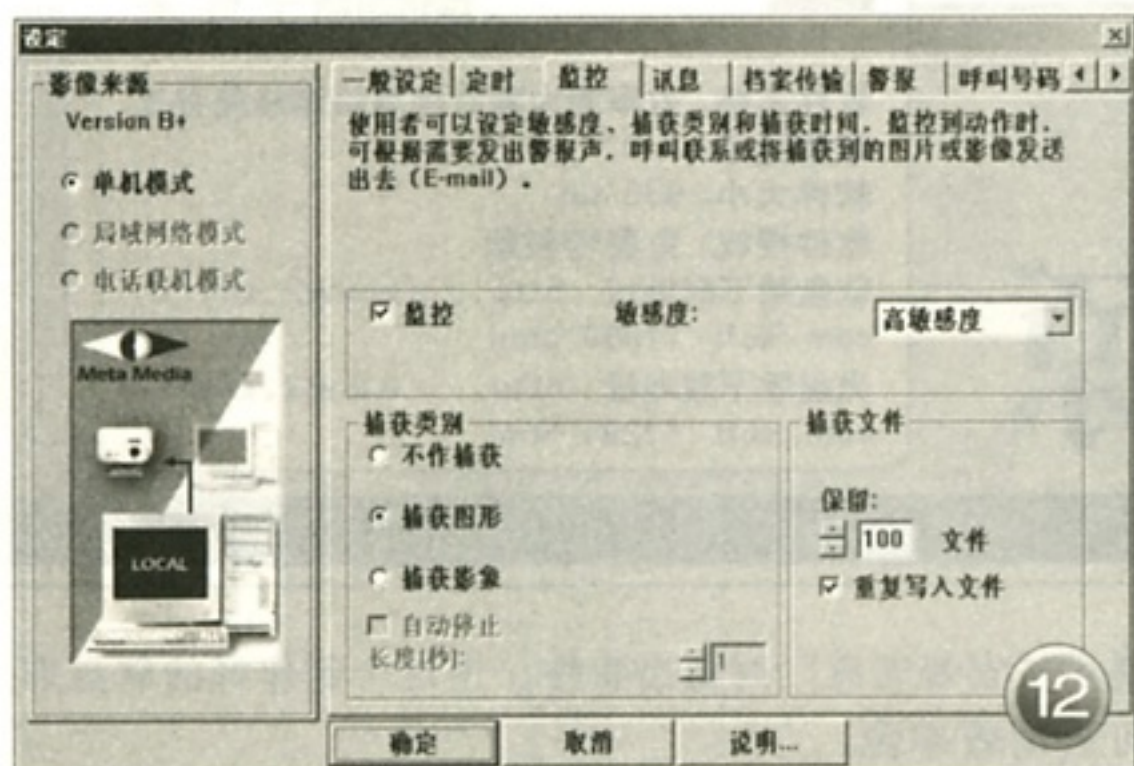 设定
影像来源
Version B+
单机模式
局域网络模式
电话联机模式
Meta Media
LOCAL
一般设定 定时 监控 讯息 档案传输 警报 呼叫号码
使用者可以设定敏感度、捕获类别和捕获时间，监控到动作时，
可根据需要发出警报声，呼叫联系或将捕获到的图片或影像发送
出去（E-mail）。
监控 敏感度： 高敏感度
捕获类别
不作捕获
捕获图形
捕获影象
自动停止
长度[秒]： 1
捕获文件
保留：
100 文件
重复写入文件
确定 取消 说明...
12